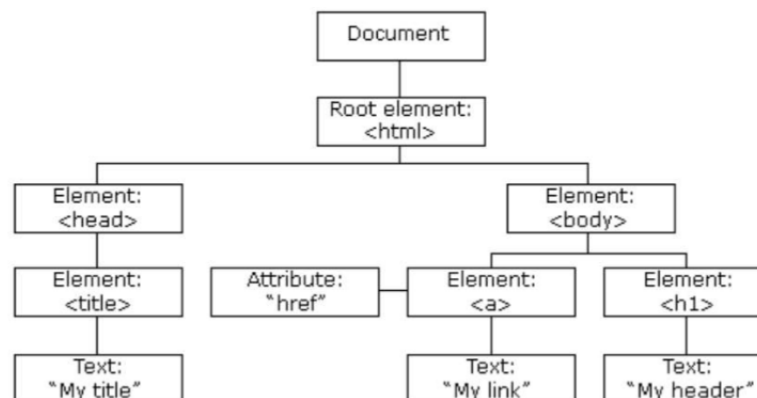 Document
Root element:
<html>
Element:
<head>
Element:
<body>
Element:
<title>
Attribute:
"href"
Element:
<a>
Element:
<h1>
Text:
"My title"
Text:
"My link"
Text:
"My header"